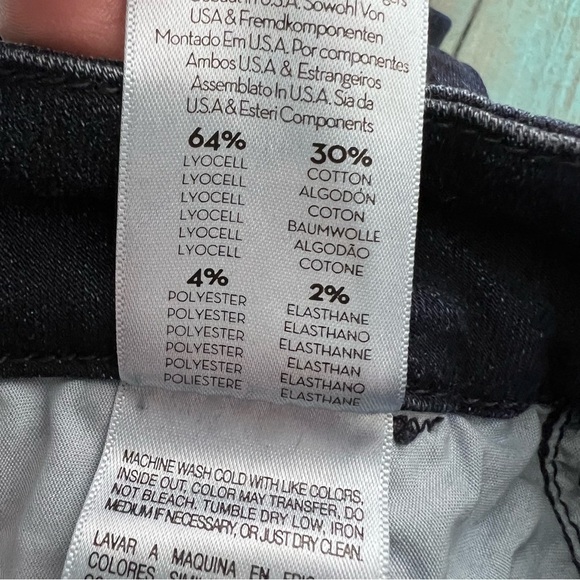 U.S.A. Sowohl Von
USA & Fremdkomponenten
Montado Em U.S.A. Por componentes
Ambos USA & Estrangeiros
Assemblato In U.S.A. Sia da
U.S.A & Esteri Components
64% 30%
LYOCELL COTTON
LYOCELL ALGODÓN
LYOCELL COTON
LYOCELL BAUMWOLLE
LYOCELL ALGODÃO
LYOCELL COTONE
4% 2%
POLYESTER ELASTHANE
POLYESTER ELASTHANO
POLYESTER ELASTHANNE
POLYESTER ELASTHAN
POLYESTER ELASTHANO
POLIESTERE ELASTHANE
MACHINE WASH COLD WITH LIKE COLORS,
INSIDE OUT, COLOR MAY TRANSFER, DO
NOT BLEACH. TUMBLE DRY LOW, IRON
MEDIUM IF NECESSARY, OR JUST DRY CLEAN.
LAVAR A MAQUINA EN
COLORES